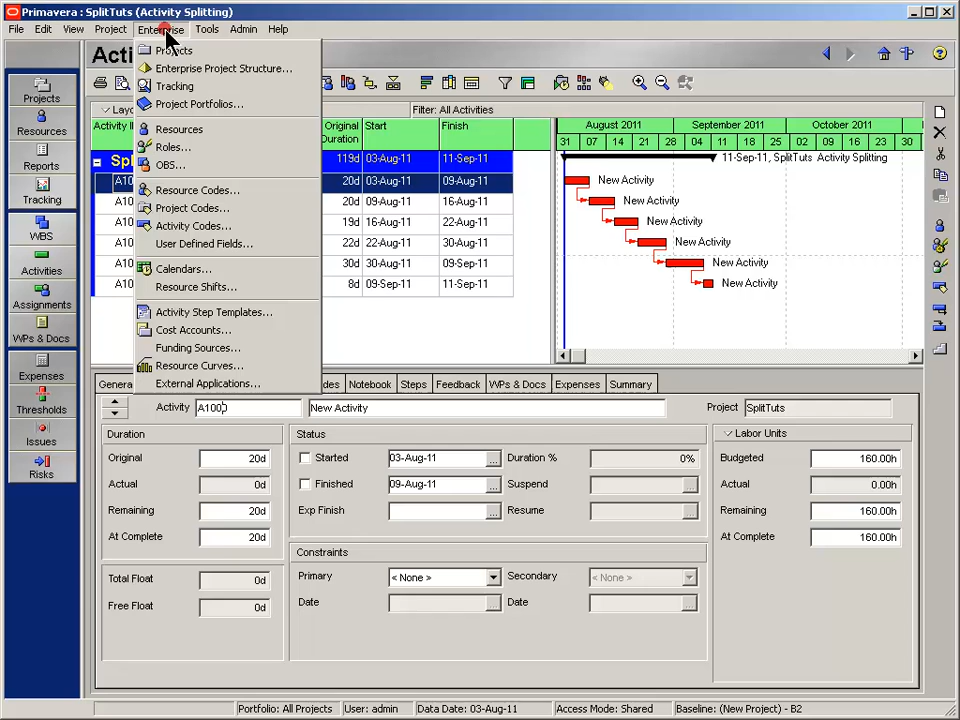 Primavera : SplitTuts (Activity Splitting)
File Edit View Project Enterprise Tools Admin Help
Projects
Enterprise Project Structure...
Tracking
Project Portfolios...
Resources
Roles...
OBS...
Resource Codes...
Project Codes...
Activity Codes...
User Defined Fields...
Calendars...
Resource Shifts...
Activity Step Templates...
Cost Accounts...
Funding Sources...
Resource Curves...
External Applications...
Projects
Resources
Reports
Tracking
WBS
Activities
Assignments
WPs & Docs
Expenses
Thresholds
Issues
Risks
Filter: All Activities
Original Duration Start Finish
119d 03-Aug-11 11-Sep-11
20d 03-Aug-11 09-Aug-11
20d 09-Aug-11 16-Aug-11
19d 16-Aug-11 22-Aug-11
22d 22-Aug-11 30-Aug-11
30d 30-Aug-11 09-Sep-11
8d 09-Sep-11 11-Sep-11
August 2011 September 2011 October 2011
31 07 14 21 28 04 11 18 25 02 09 16 23 30
11-Sep-11, SplitTuts Activity Splitting
New Activity
New Activity
New Activity
New Activity
New Activity
New Activity
Notebook Steps Feedback WPs & Docs Expenses Summary
Activity A1000 New Activity Project SplitTuts
Duration
Original 20d
Actual 0d
Remaining 20d
At Complete 20d
Total Float 0d
Free Float 0d
Status
Started 03-Aug-11 Duration % 0%
Finished 09-Aug-11 Suspend
Exp Finish Resume
Constraints
Primary < None > Secondary < None >
Date Date
Labor Units
Budgeted 160.00h
Actual 0.00h
Remaining 160.00h
At Complete 160.00h
Portfolio: All Projects User: admin Data Date: 03-Aug-11 Access Mode: Shared Baseline: (New Project) - B2